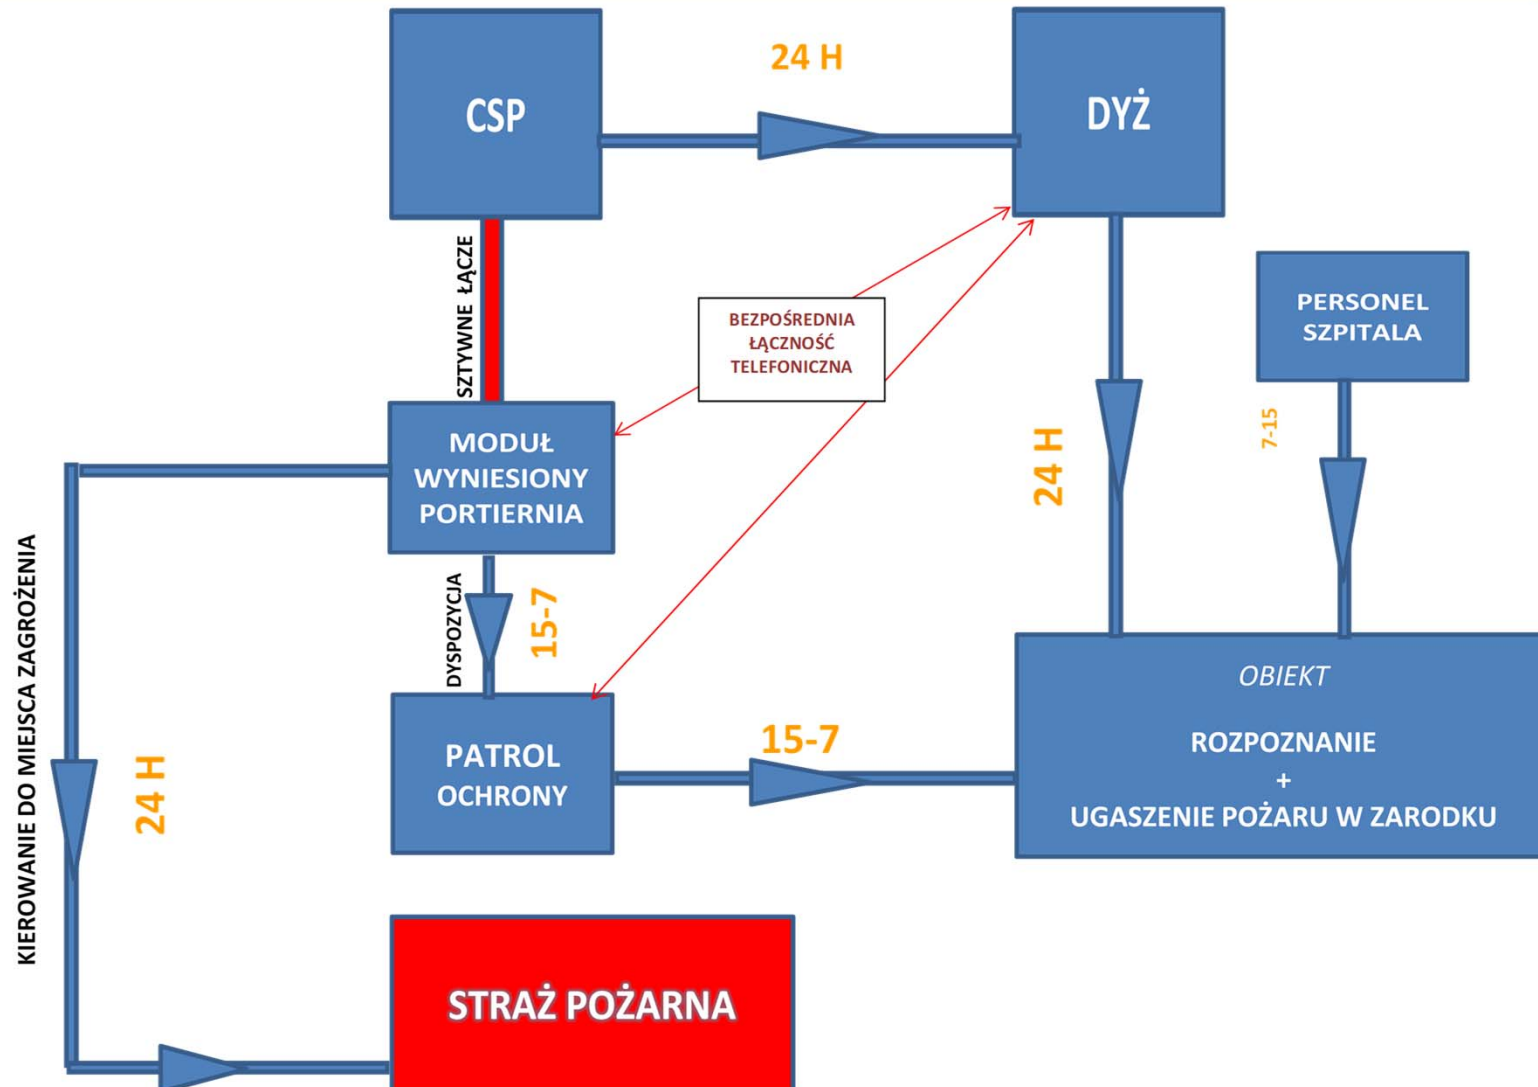 CSP
24 H
DYŻ
SZTYWNE ŁĄCZE
BEZPOŚREDNIA
ŁĄCZNOŚĆ
TELEFONICZNA
PERSONEL
SZPITALA
7-15
24 H
MODUŁ
WYNIESIONY
PORTIERNIA
KIEROWANIE DO MIEJSCA ZAGROŻENIA
24 H
DYSPOZYCJA
15-7
PATROL
OCHRONY
15-7
OBIEKT
ROZPOZNANIE
+
UGASZENIE POŻARU W ZARODKU
STRAŻ POŻARNA